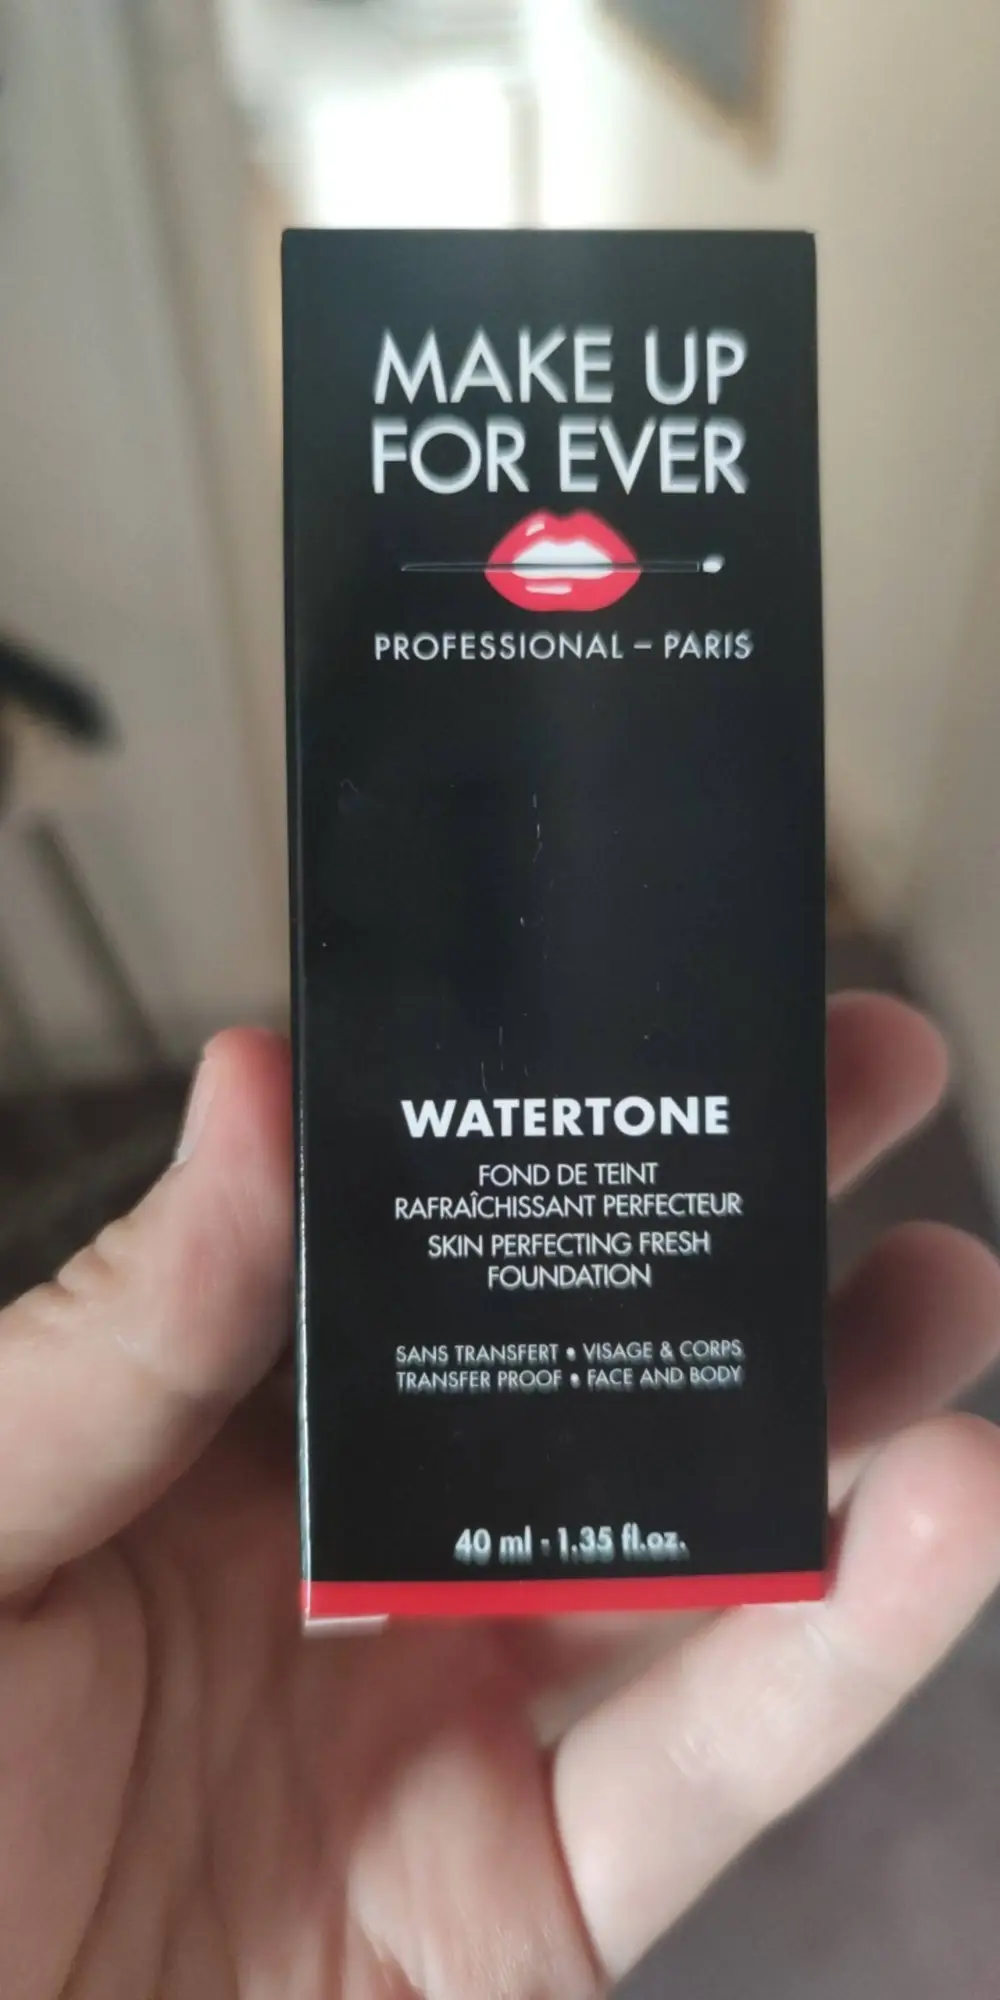 MAKE UP
FOR EVER
PROFESSIONAL – PARIS
WATERTONE
FOND DE TEINT
RAFRAÎCHISSANT PERFECTEUR
SKIN PERFECTING FRESH
FOUNDATION
SANS TRANSFERT • VISAGE & CORPS
TRANSFER PROOF • FACE AND BODY
40 ml - 1.35 fl.oz.